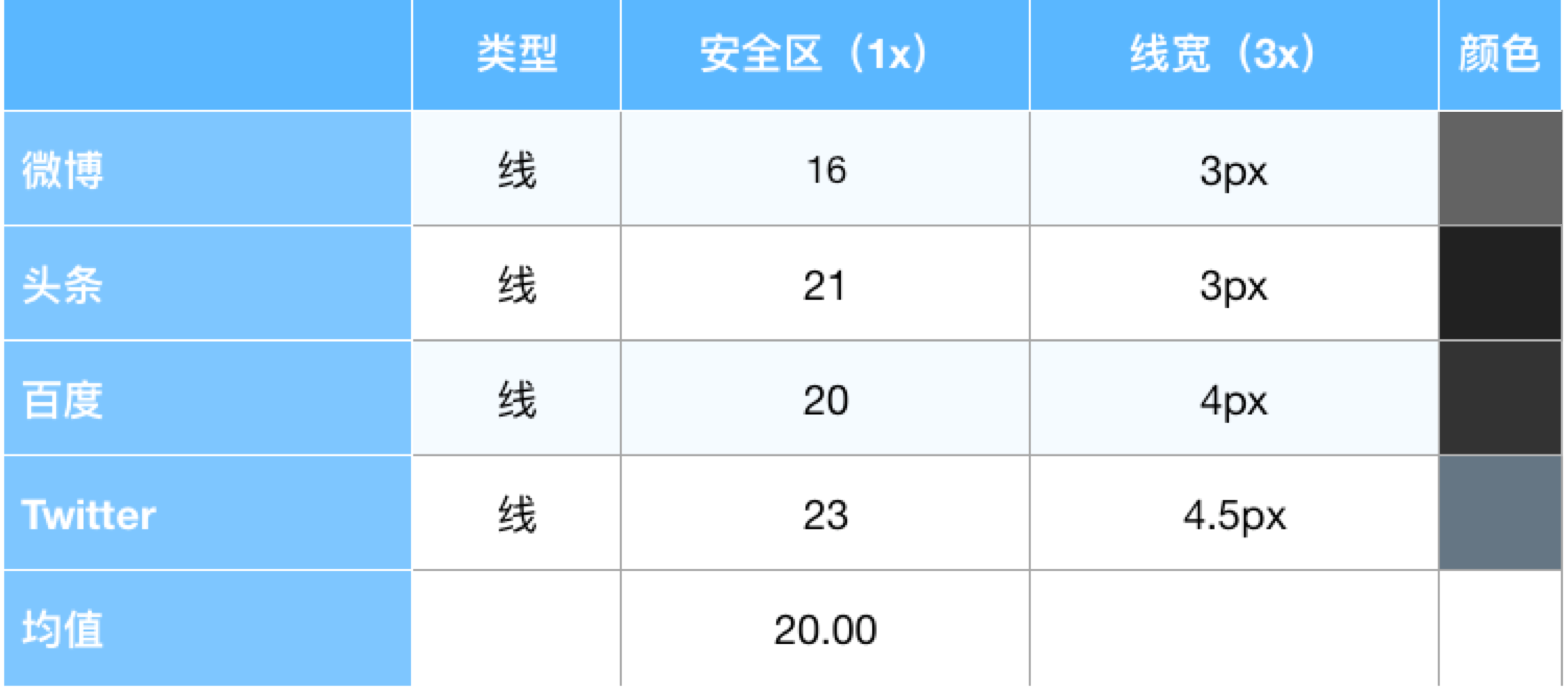 类型 安全区（1x） 线宽（3x） 颜色
微博 线 16 3px
头条 线 21 3px
百度 线 20 4px
Twitter 线 23 4.5px
均值 20.00